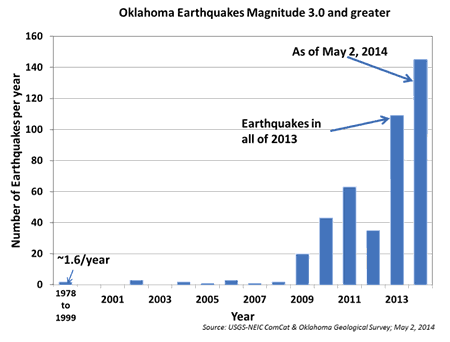 Oklahoma Earthquakes Magnitude 3.0 and greater
160
140
120
100
80
60
40
20
0
Number of Earthquakes per year
As of May 2, 2014
Earthquakes in
all of 2013
~1.6/year
1978
to
1999
2001
2003
2005
2007
2009
2011
2013
Year
Source: USGS-NEIC ComCat & Oklahoma Geological Survey; May 2, 2014